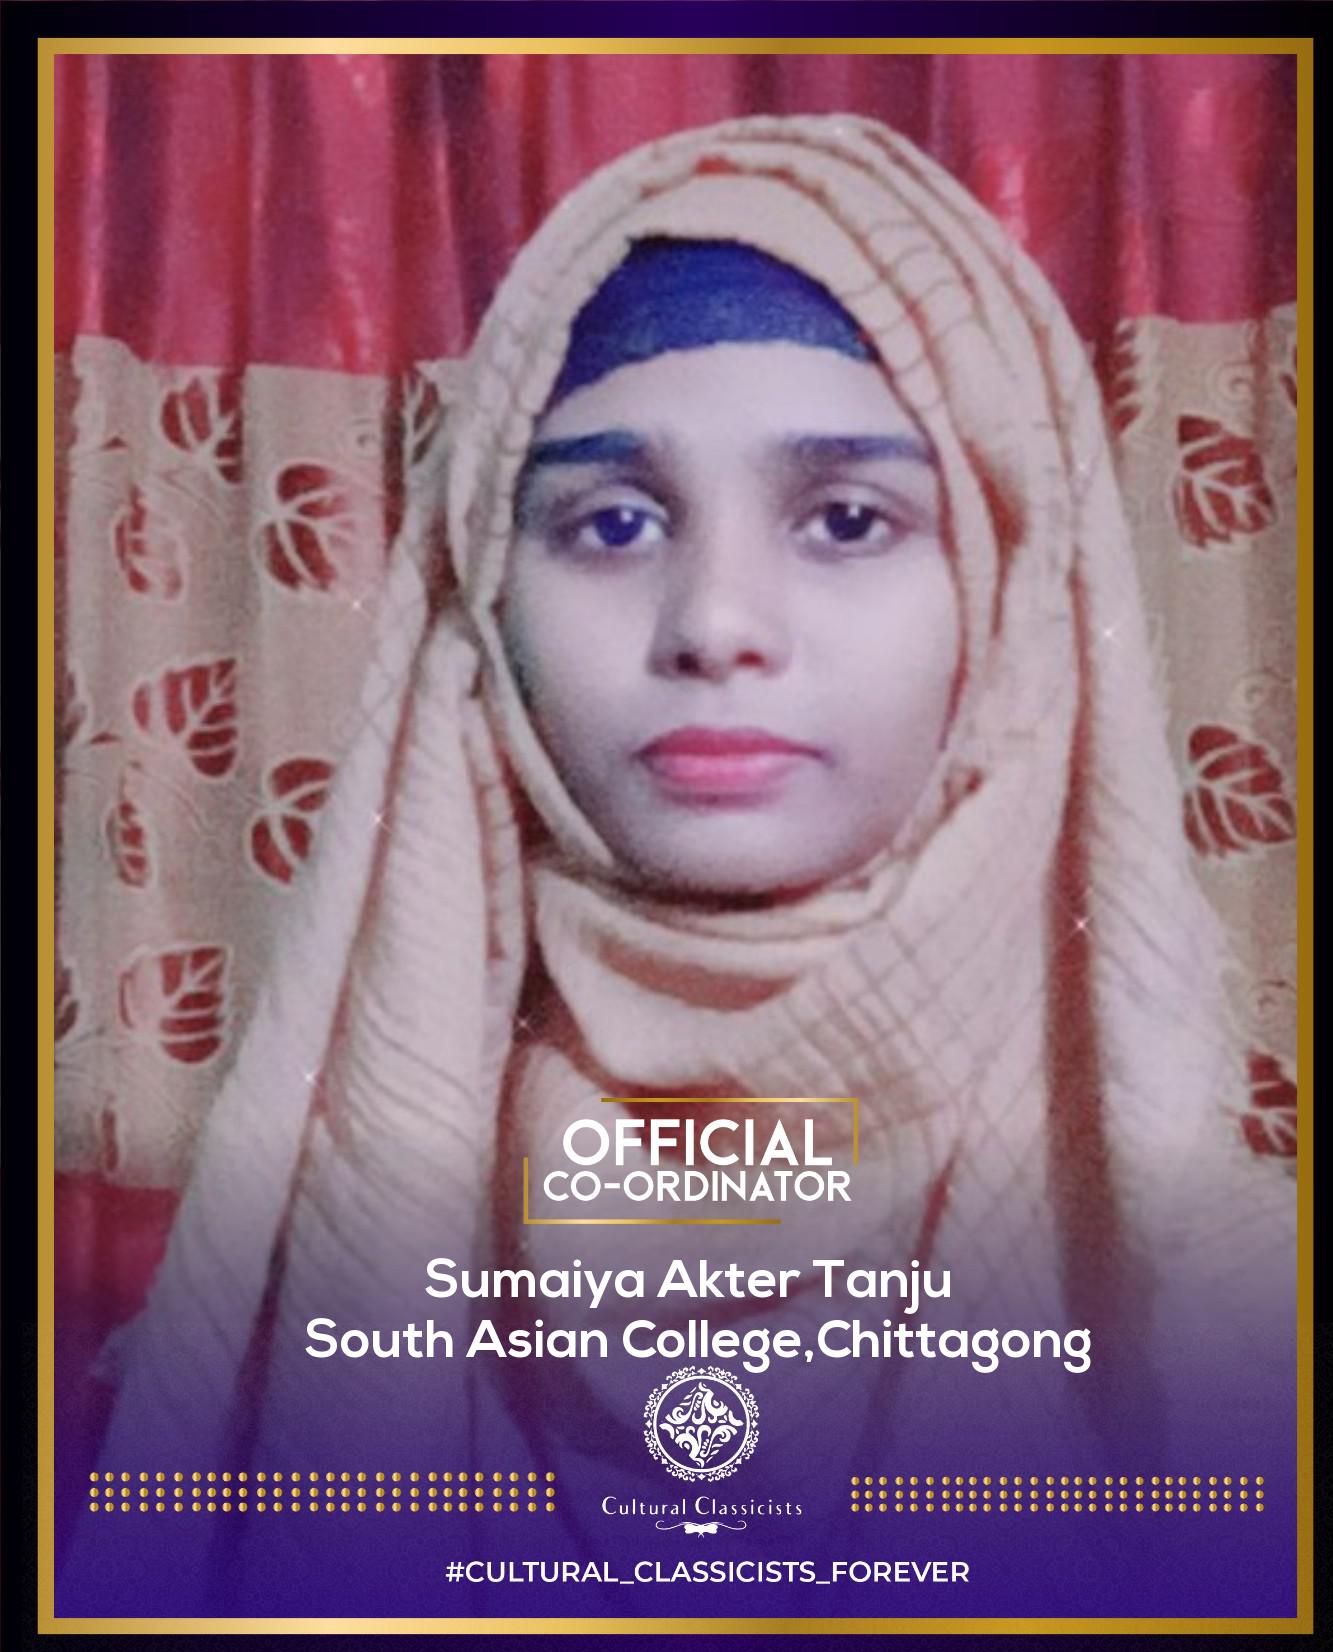 OFFICIAL
CO-ORDINATOR
Sumaiya Akter Tanju
South Asian College,Chittagong
Cultural Classicists
#CULTURAL_CLASSICISTS_FOREVER